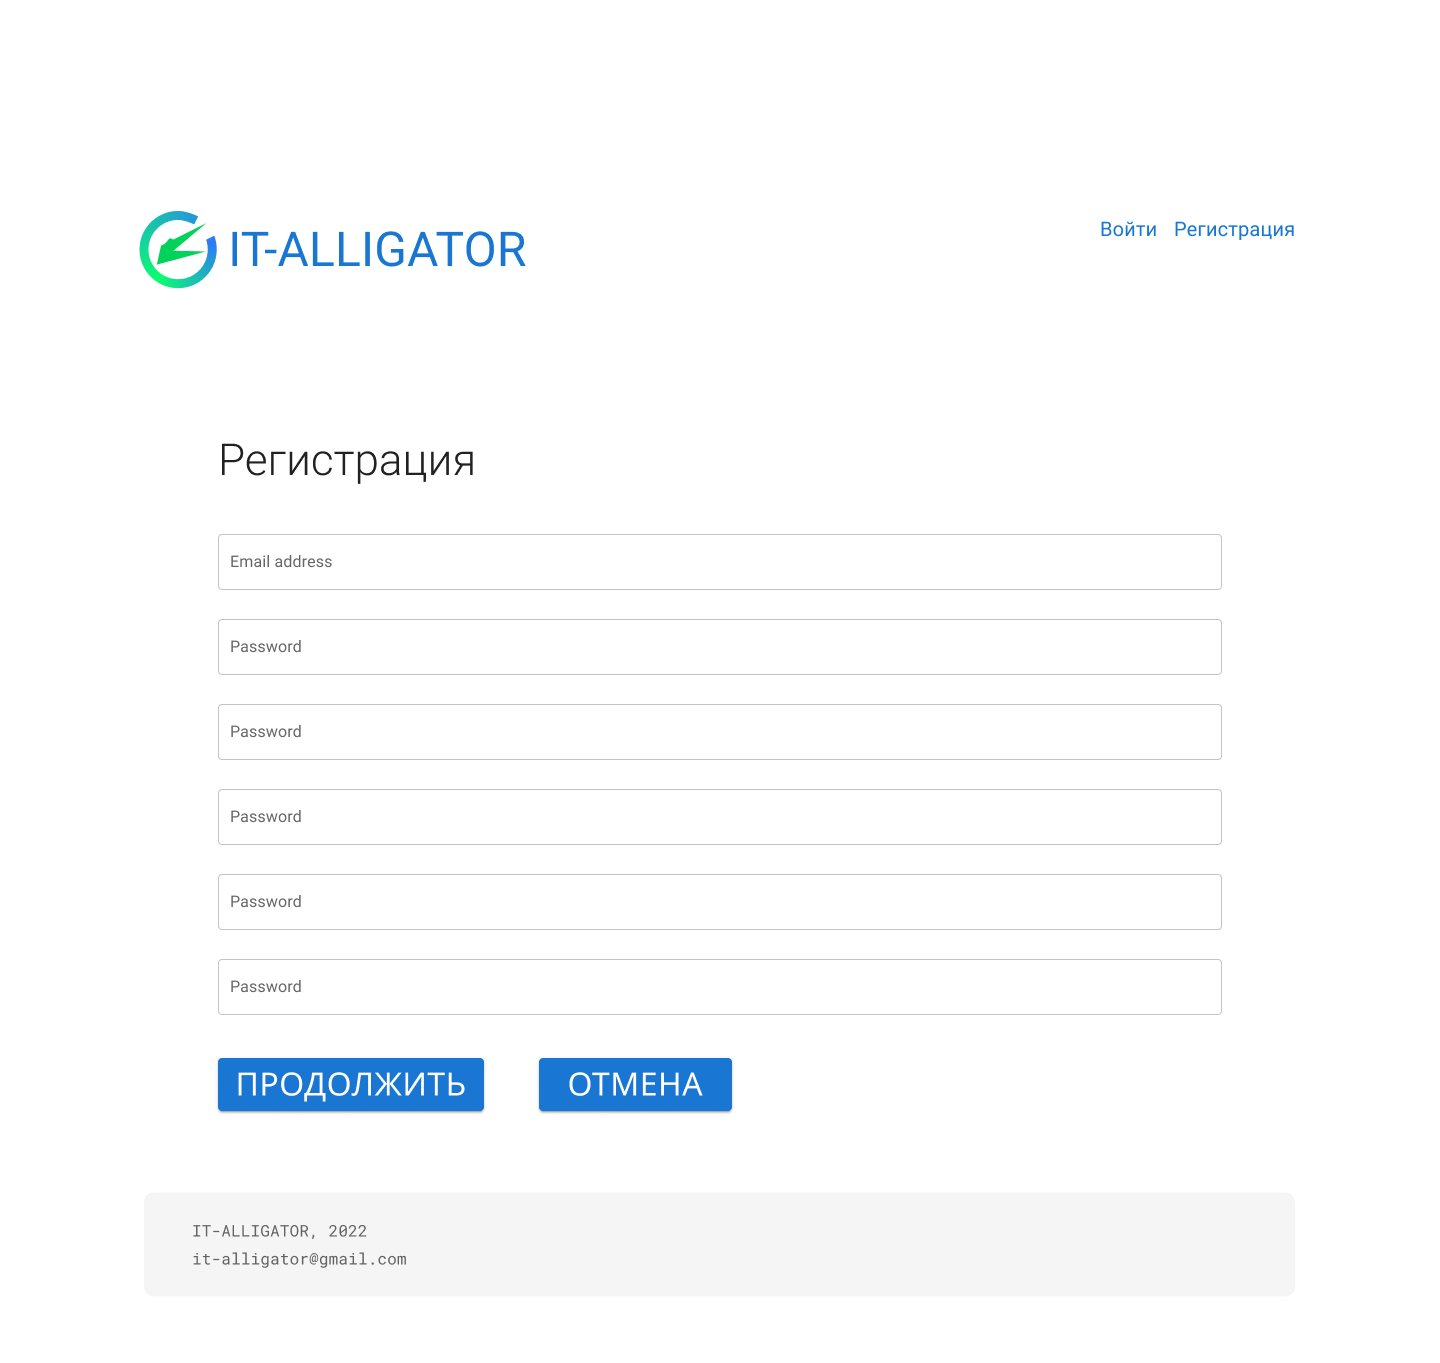 IT-ALLIGATOR
Войти Регистрация
Регистрация
Email address
Password
Password
Password
Password
Password
ПРОДОЛЖИТЬ ОТМЕНА
IT-ALLIGATOR, 2022
it-alligator@gmail.com